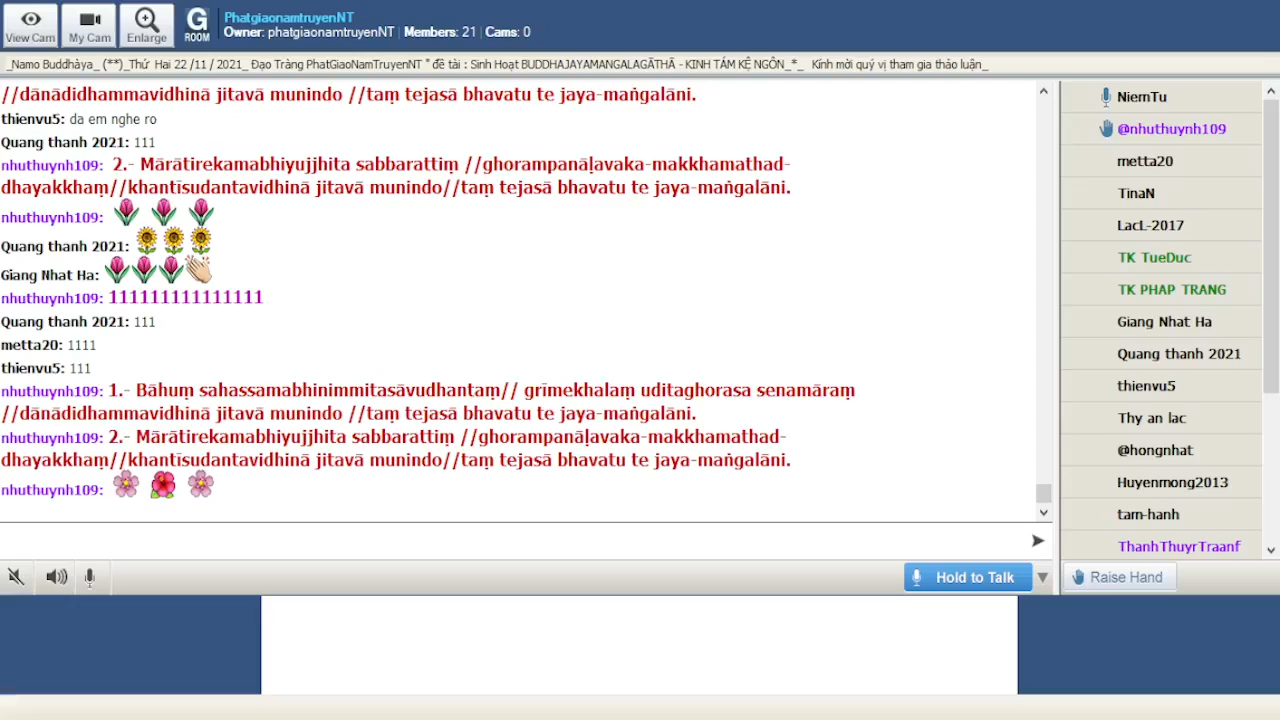 View Cam
My Cam
Enlarge
G
ROOM
PhatgiaonamtruyenNT
Owner: phatgiaonamtruyenNT | Members: 21 | Cams: 0
_Namo Buddhàya_ (**)_Thứ Hai 22 /11 / 2021_ Đạo Tràng PhatGiaoNamTruyenNT " đề tài : Sinh Hoạt BUDDHAJAYAMANGALAGĀTHĀ - KINH TÁM KỆ NGÔN_*_ Kính mời quý vị tham gia thảo luận_
//dānādidhammavidhinā jitavā munindo //taṃ tejasā bhavatu te jaya-maṅgalāni.
thienvu5: da em nghe ro
Quang thanh 2021: 111
nhuthuynh109: 2.- Mārātirekamabhiyujjhita sabbarattiṃ //ghorampanāḷavaka-makkhamathad-
dhayakkhaṃ//khantīsudantavidhinā jitavā munindo//taṃ tejasā bhavatu te jaya-maṅgalāni.
nhuthuynh109:
Quang thanh 2021:
Giang Nhat Ha:
nhuthuynh109: 11111111111111
Quang thanh 2021: 111
metta20: 1111
thienvu5: 111
nhuthuynh109: 1.- Bāhuṃ sahassamabhinimmitasāvudhantaṃ// grīmekhalaṃ uditaghorasa senamāraṃ
//dānādidhammavidhinā jitavā munindo //taṃ tejasā bhavatu te jaya-maṅgalāni.
nhuthuynh109: 2.- Mārātirekamabhiyujjhita sabbarattiṃ //ghorampanāḷavaka-makkhamathad-
dhayakkhaṃ//khantīsudantavidhinā jitavā munindo//taṃ tejasā bhavatu te jaya-maṅgalāni.
nhuthuynh109:
Hold to Talk
NiemTu
@nhuthuynh109
metta20
TinaN
LacL-2017
TK TueDuc
TK PHAP TRANG
Giang Nhat Ha
Quang thanh 2021
thienvu5
Thy an lac
@hongnhat
Huyenmong2013
tam-hanh
ThanhThuyrTraanf
Raise Hand